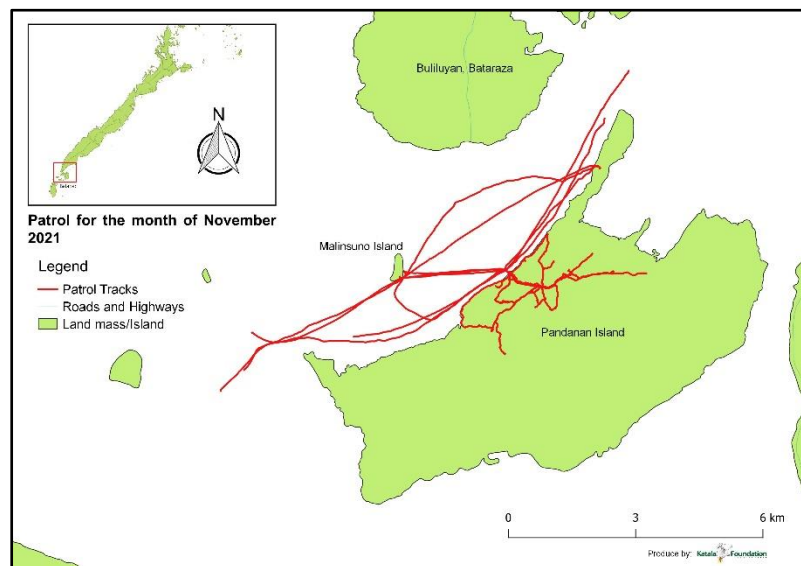 Buliluyan, Bataraza
N
Patrol for the month of November
2021
Malinsuno Island
Legend
Patrol Tracks
Roads and Highways
Land mass/Island
Pandanan Island
0 3 6 km
Produce by: Katala Foundation